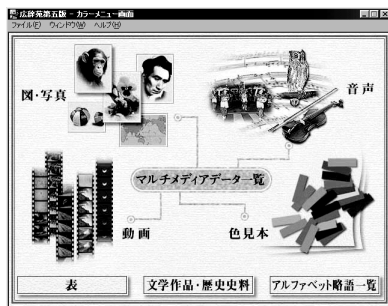 広辞苑第五版 - カラーメニュー画面
ファイル(F) ウィンドウ(W) ヘルプ(H)
図・写真
音声
マルチメディアデータ一覧
動画
色見本
表
文学作品・歴史史料
アルファベット略語一覧